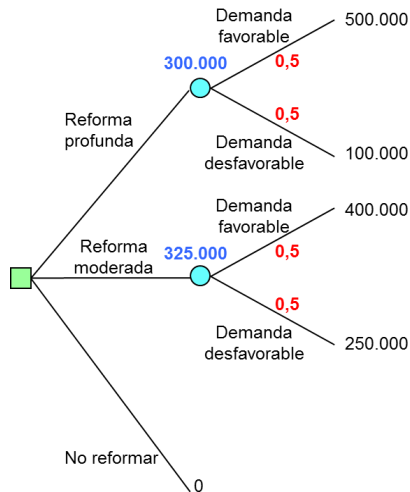 Demanda
favorable
500.000
0,5
300.000
0,5
Reforma
profunda
Demanda
desfavorable
100.000
Demanda
favorable
400.000
0,5
Reforma
moderada
325.000
0,5
Demanda
desfavorable
250.000
No reformar
0